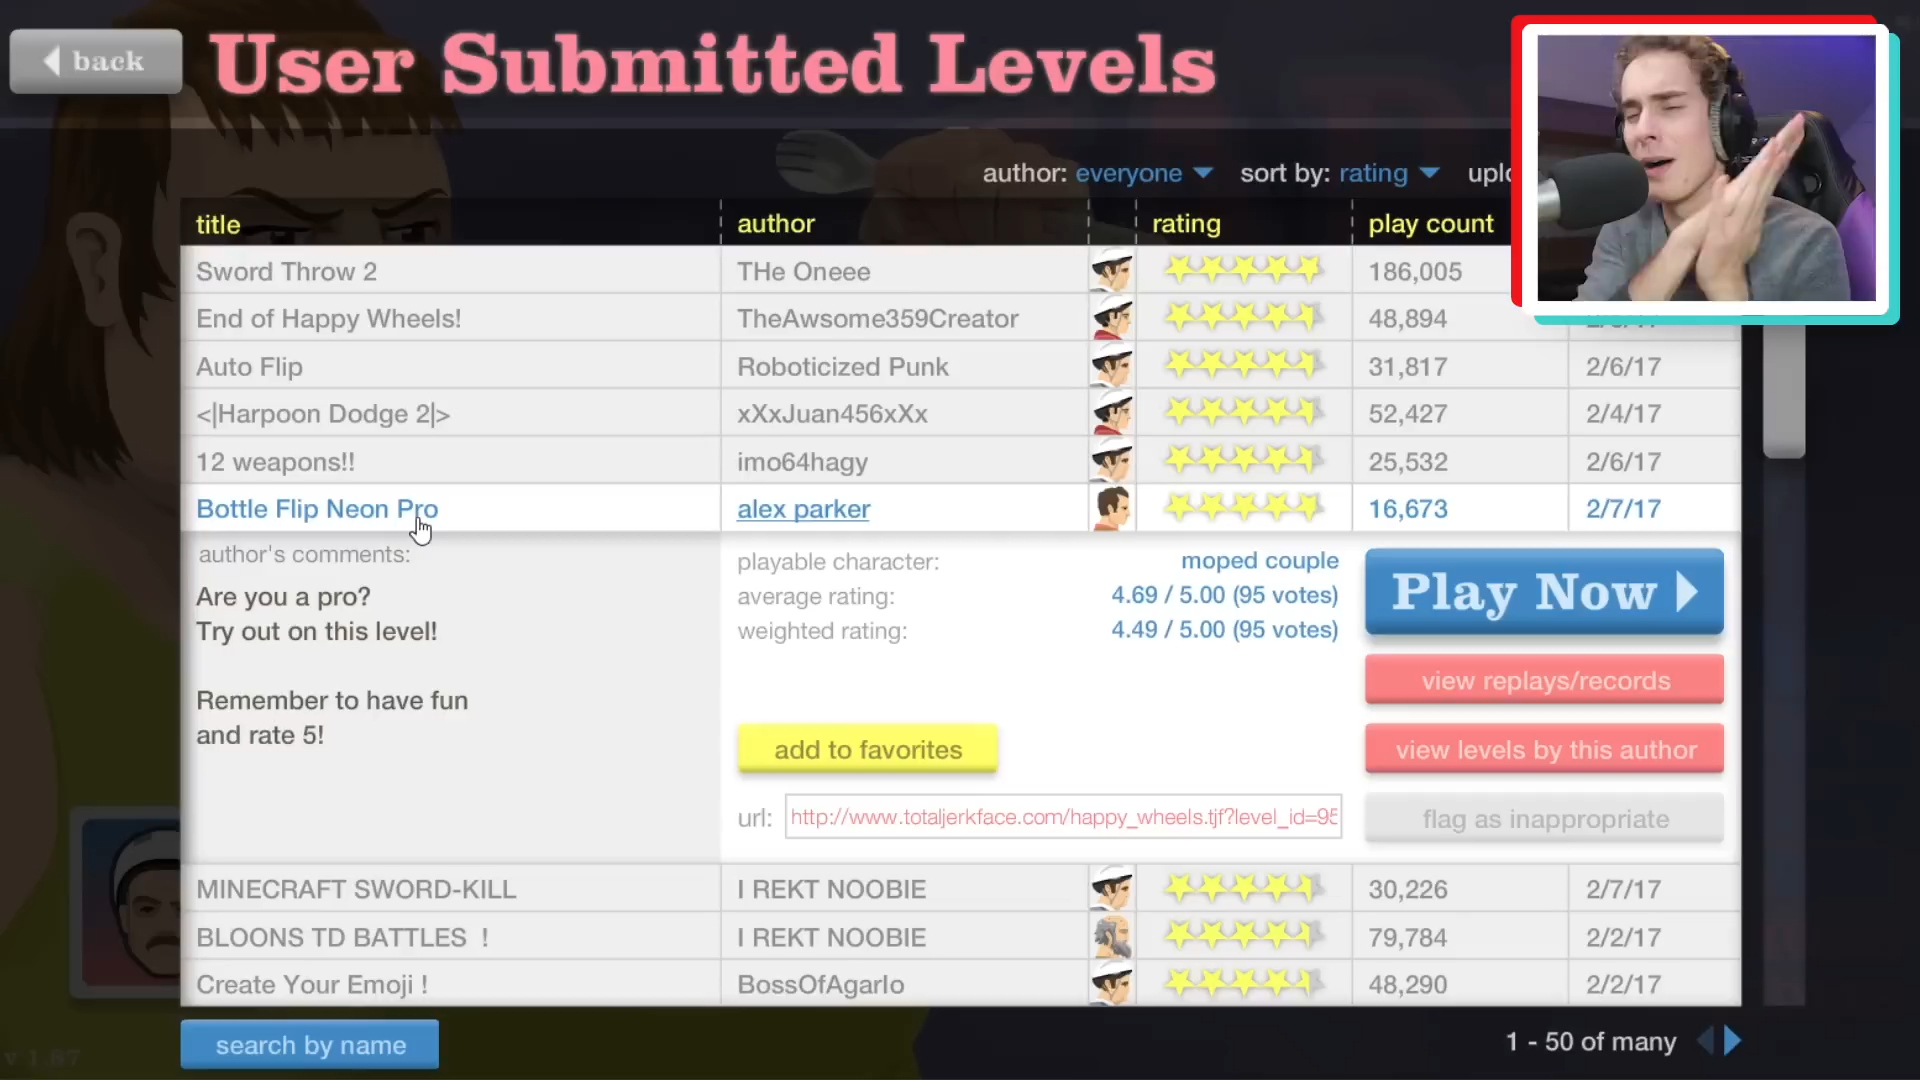 back
User Submitted Levels
author: everyone sort by: rating
title author rating play count
Sword Throw 2 THe Oneee 186,005
End of Happy Wheels! TheAwsome359Creator 48,894
Auto Flip Roboticized Punk 31,817 2/6/17
<|Harpoon Dodge 2|> xXxJuan456xXx 52,427 2/4/17
12 weapons!! imo64hagy 25,532 2/6/17
Bottle Flip Neon Pro alex parker 16,673 2/7/17
author's comments:
Are you a pro?
Try out on this level!
Remember to have fun
and rate 5!
playable character: moped couple
average rating: 4.69 / 5.00 (95 votes)
weighted rating: 4.49 / 5.00 (95 votes)
add to favorites
url: http://www.totaljerkface.com/happy_wheels.tjf?level_id=95
Play Now
view replays/records
view levels by this author
flag as inappropriate
MINECRAFT SWORD-KILL I REKT NOOBIE 30,226 2/7/17
BLOONS TD BATTLES ! I REKT NOOBIE 79,784 2/2/17
Create Your Emoji ! BossOfAgarIo 48,290 2/2/17
search by name
1 - 50 of many
v 1.87